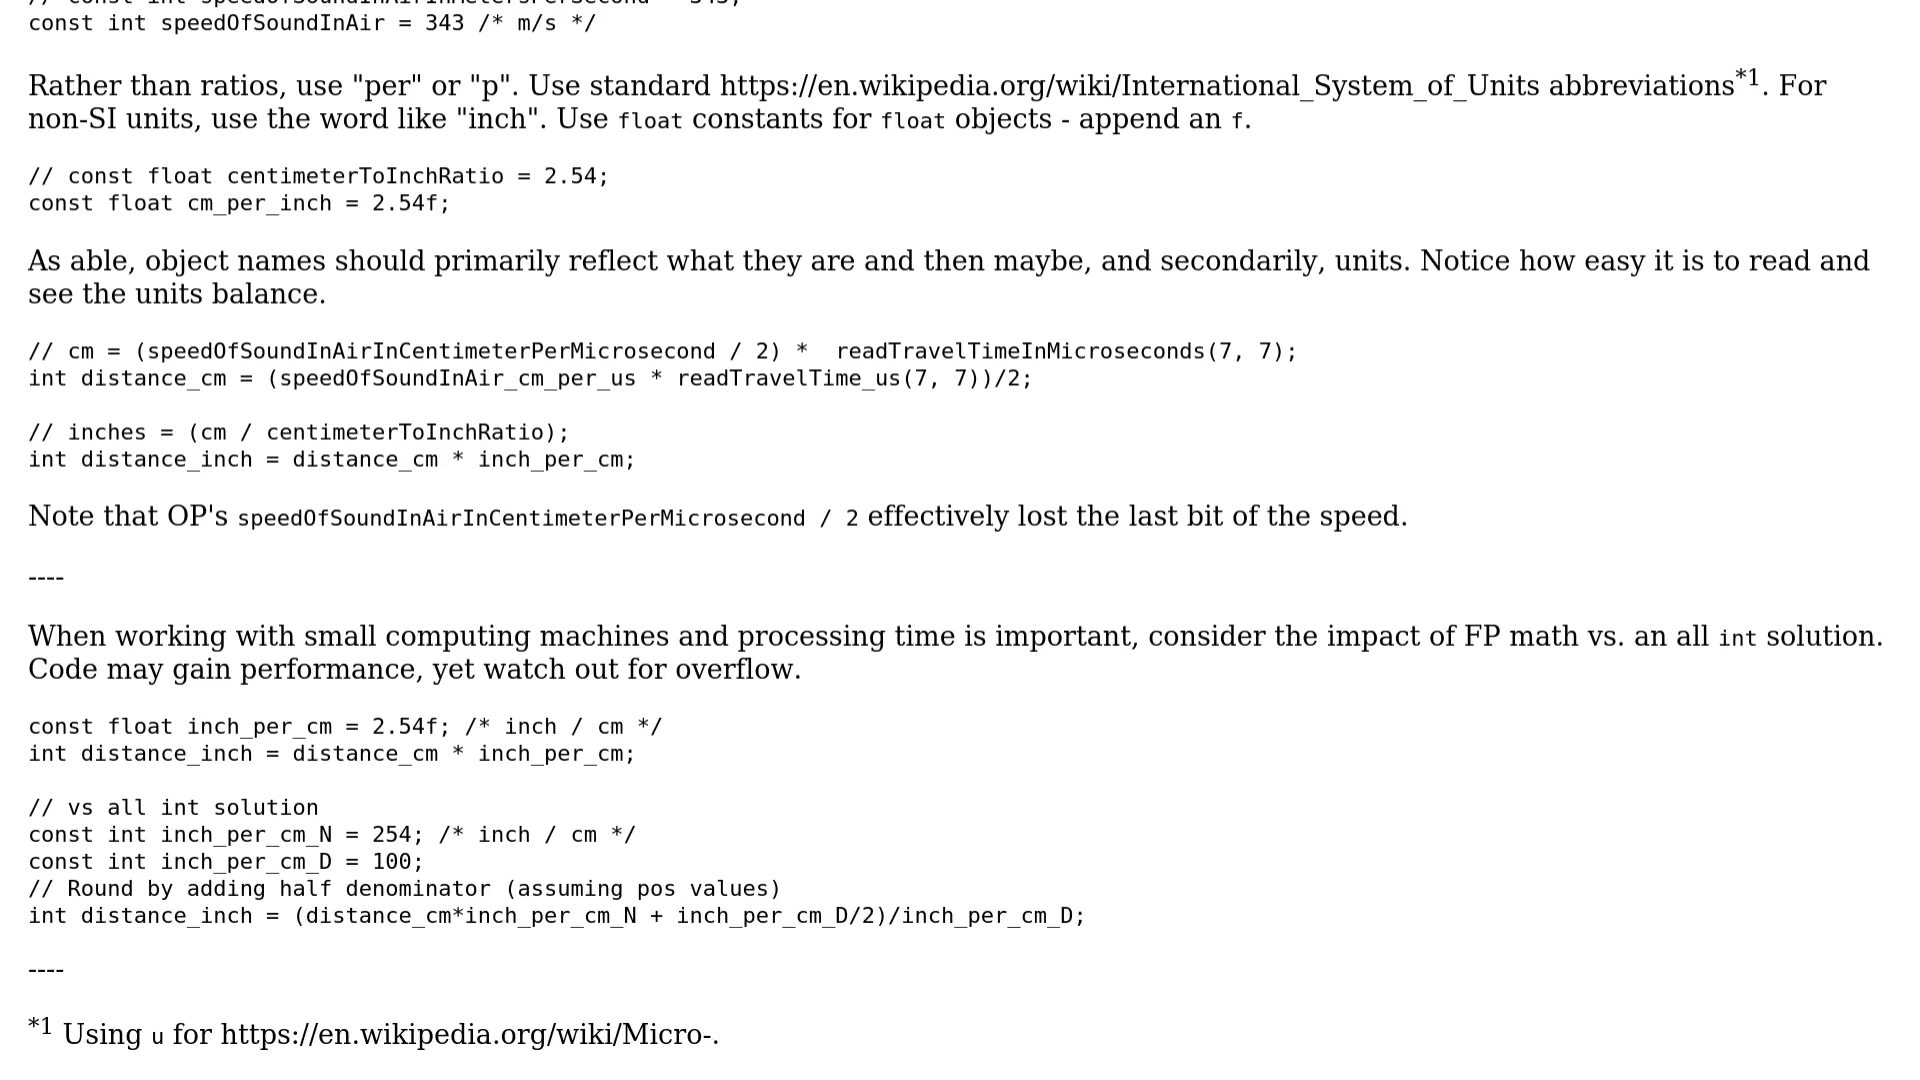 // const int speedOfSoundInAirInMetersPerSecond = 343;
const int speedOfSoundInAir = 343 /* m/s */
Rather than ratios, use "per" or "p". Use standard https://en.wikipedia.org/wiki/International_System_of_Units abbreviations*1. For
non-SI units, use the word like "inch". Use float constants for float objects - append an f.
// const float centimeterToInchRatio = 2.54;
const float cm_per_inch = 2.54f;
As able, object names should primarily reflect what they are and then maybe, and secondarily, units. Notice how easy it is to read and
see the units balance.
// cm = (speedOfSoundInAirInCentimeterPerMicrosecond / 2) *  readTravelTimeInMicroseconds(7, 7);
int distance_cm = (speedOfSoundInAir_cm_per_us * readTravelTime_us(7, 7))/2;
// inches = (cm / centimeterToInchRatio);
int distance_inch = distance_cm * inch_per_cm;
Note that OP's speedOfSoundInAirInCentimeterPerMicrosecond / 2 effectively lost the last bit of the speed.
----
When working with small computing machines and processing time is important, consider the impact of FP math vs. an all int solution.
Code may gain performance, yet watch out for overflow.
const float inch_per_cm = 2.54f; /* inch / cm */
int distance_inch = distance_cm * inch_per_cm;
// vs all int solution
const int inch_per_cm_N = 254; /* inch / cm */
const int inch_per_cm_D = 100;
// Round by adding half denominator (assuming pos values)
int distance_inch = (distance_cm*inch_per_cm_N + inch_per_cm_D/2)/inch_per_cm_D;
----
*1 Using u for https://en.wikipedia.org/wiki/Micro-.